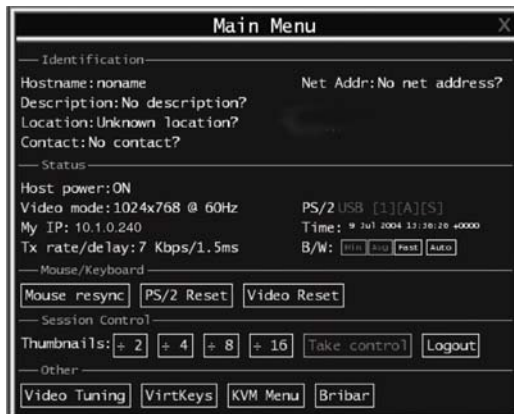 Main Menu X
Identification
Hostname:noname Net Addr:No net address?
Description:No description?
Location:Unknown location?
Contact:No contact?
Status
Host power:ON
Video mode:1024x768 @ 60Hz PS/2 USB [1][A][S]
My IP: 10.1.0.240 Time: 9 Jul 2004 13:38:20 +0000
Tx rate/delay:7 Kbps/1.5ms B/W: Min Avg Fast Auto
Mouse/Keyboard
Mouse resync PS/2 Reset Video Reset
Session Control
Thumbnails: ÷ 2 ÷ 4 ÷ 8 ÷ 16 Take control Logout
Other
Video Tuning VirtKeys KVM Menu Bribar